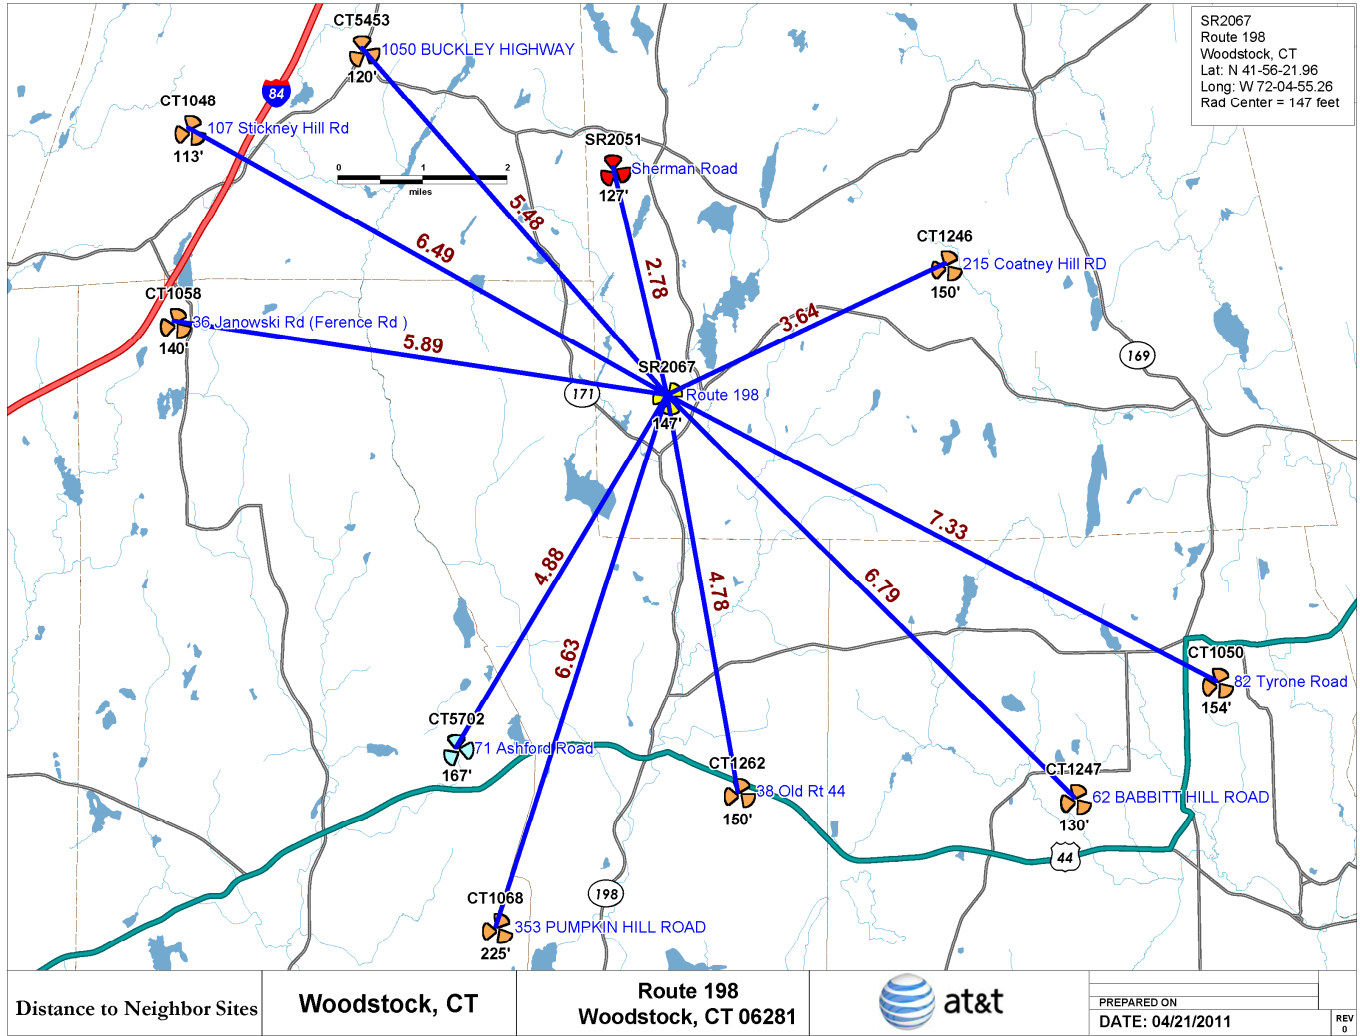 CT5453
1050 BUCKLEY HIGHWAY
120'
SR2067
Route 198
Woodstock, CT
Lat: N 41-56-21.96
Long: W 72-04-55.26
Rad Center = 147 feet
84
CT1048
107 Stickney Hill Rd
113'
SR2051
Sherman Road
127'
0 1 2
miles
5.48
6.49
2.78
CT1246
215 Coatney Hill RD
150'
CT1058
36 Janowski Rd (Ference Rd )
140'
5.89
3.64
169
SR2067
Route 198
147'
171
7.33
4.88
4.78
6.79
6.63
CT1050
82 Tyrone Road
154'
CT5702
71 Ashford Road
167'
CT1262
38 Old Rt 44
150'
CT1247
62 BABBITT HILL ROAD
130'
44
198
CT1068
353 PUMPKIN HILL ROAD
225'
Distance to Neighbor Sites
Woodstock, CT
Route 198
Woodstock, CT 06281
at&t
PREPARED ON
DATE: 04/21/2011
REV
0